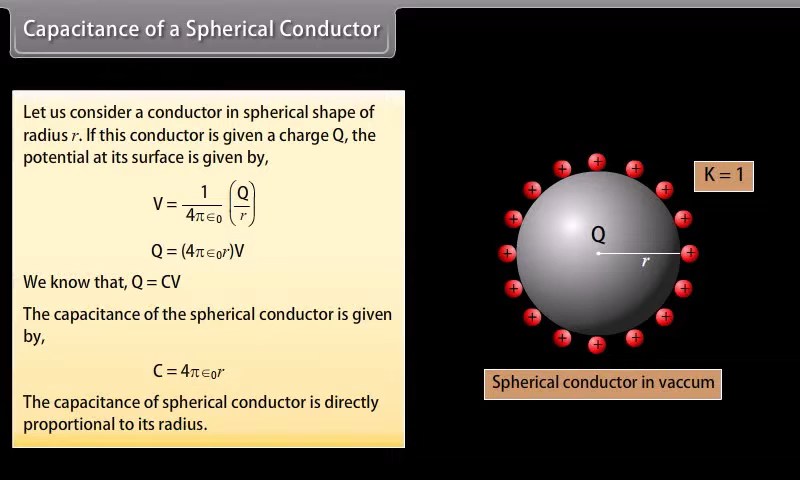 Capacitance of a Spherical Conductor
Let us consider a conductor in spherical shape of
radius r. If this conductor is given a charge Q, the
potential at its surface is given by,
V = 1/4π∈₀ (Q/r)
Q = (4π∈₀r)V
We know that, Q = CV
The capacitance of the spherical conductor is given
by,
C = 4π∈₀r
The capacitance of spherical conductor is directly
proportional to its radius.
K = 1
+ + + + + + + + + + + + + + + +
Q
r
Spherical conductor in vaccum